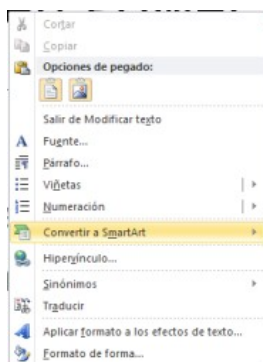 Cortar
Copiar
Opciones de pegado:
Salir de Modificar texto
Fuente...
Párrafo...
Viñetas
Numeración
Convertir a SmartArt
Hipervínculo...
Sinónimos
Traducir
Aplicar formato a los efectos de texto...
Formato de forma...